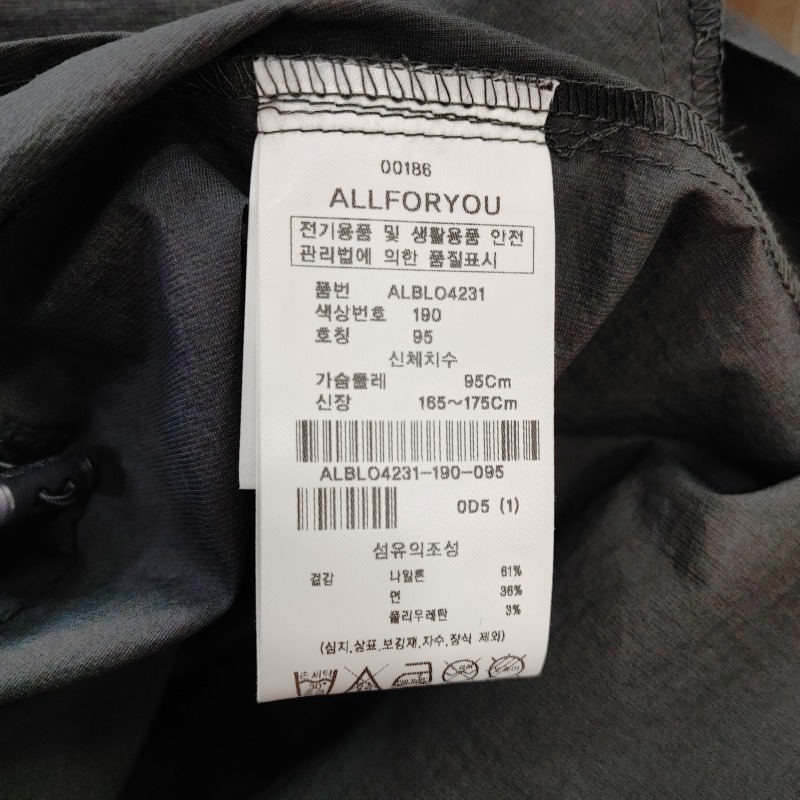 00186
ALLFORYOU
전기용품 및 생활용품 안전
관리법에 의한 품질표시
품번 ALBLO4231
색상번호 190
호칭 95
신체치수
가슴둘레 95Cm
신장 165~175Cm
ALBLO4231-190-095
0D5 (1)
섬유의조성
겉감 나일론 61%
면 36%
폴리우레탄 3%
(심지,상표,보강재,자수,장식 제외)
손세탁
30°